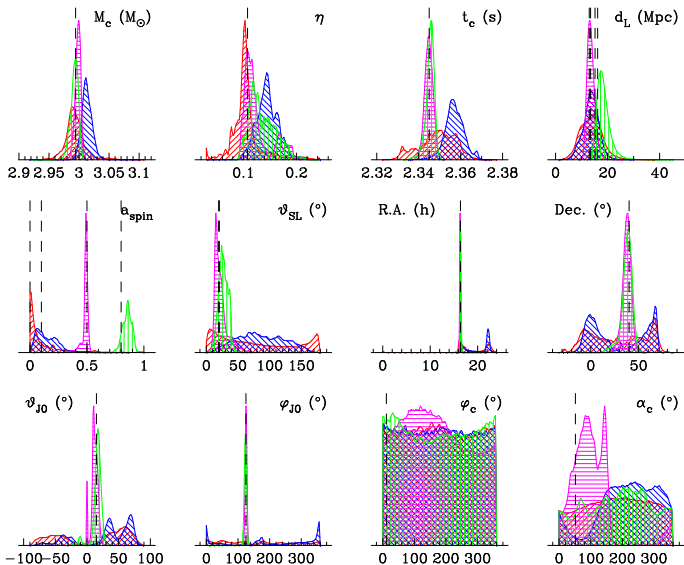 M_c (M_⊙) η t_c (s) d_L (Mpc)
2.9 2.95 3 3.05 3.1 0.1 0.2 2.32 2.34 2.36 2.38 0 20 40
a_spin ϑ_SL (°) R.A. (h) Dec. (°)
0 0.5 1 0 50 100 150 0 10 20 0 50
ϑ_J0 (°) φ_J0 (°) φ_c (°) α_c (°)
−100 −50 0 50 100 0 100 200 300 0 100 200 300 0 100 200 300